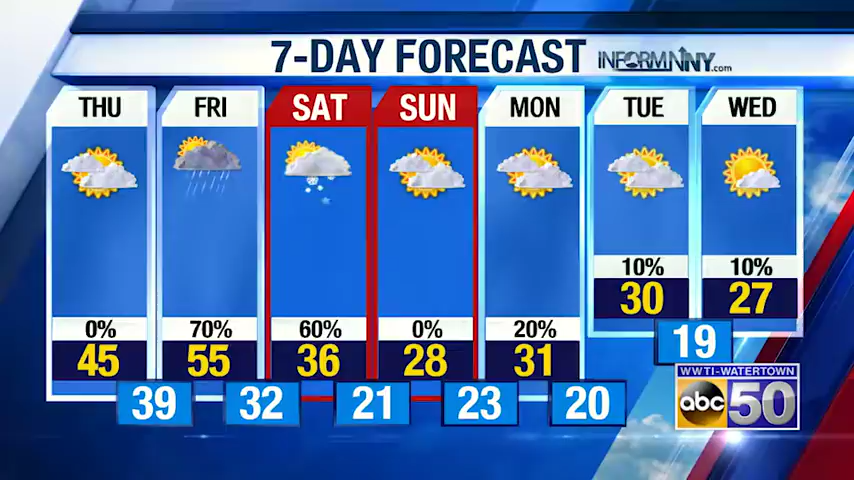 7-DAY FORECAST INFORMNNY.com
THU FRI SAT SUN MON TUE WED
10% 10%
30 27
0% 70% 60% 0% 20%
45 55 36 28 31
19
39 32 21 23 20
WWTI-WATERTOWN
abc 50